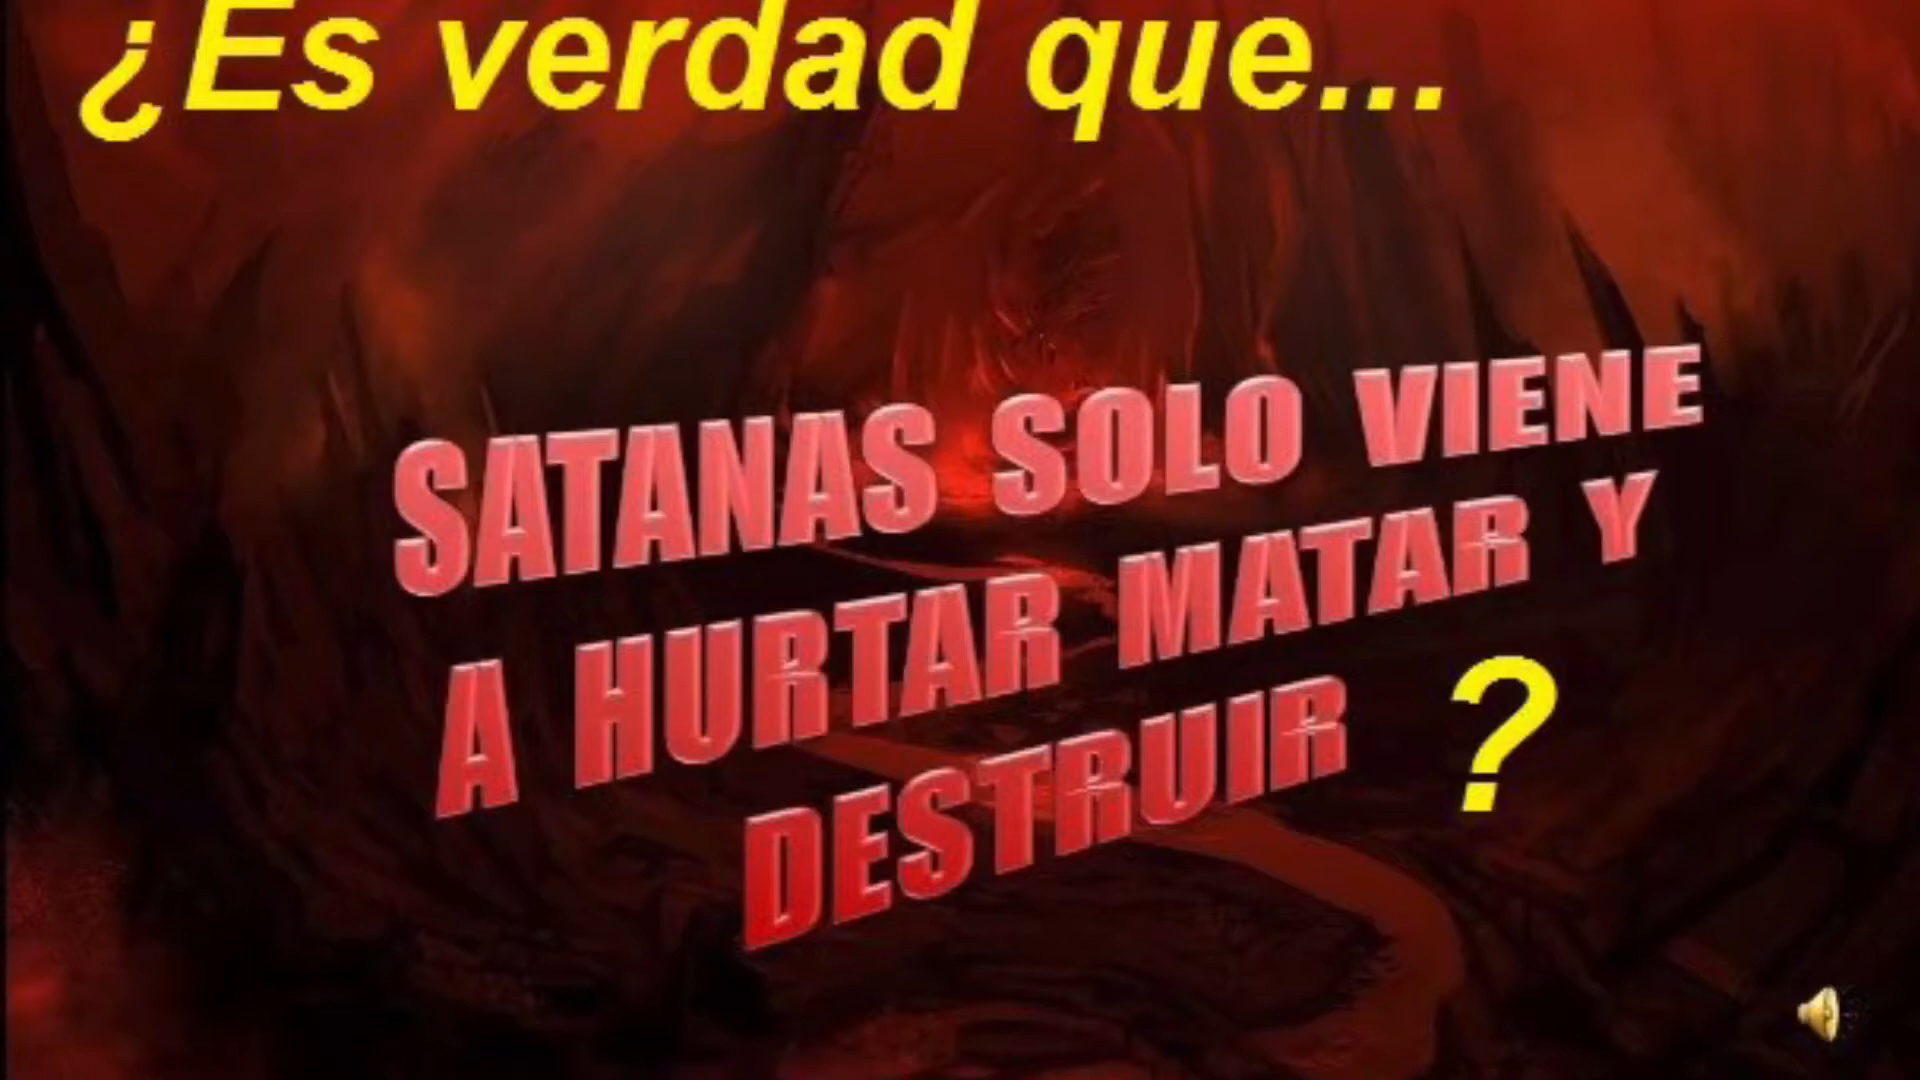 ¿Es verdad que...
SATANAS SOLO VIENE
A HURTAR MATAR Y
DESTRUIR ?